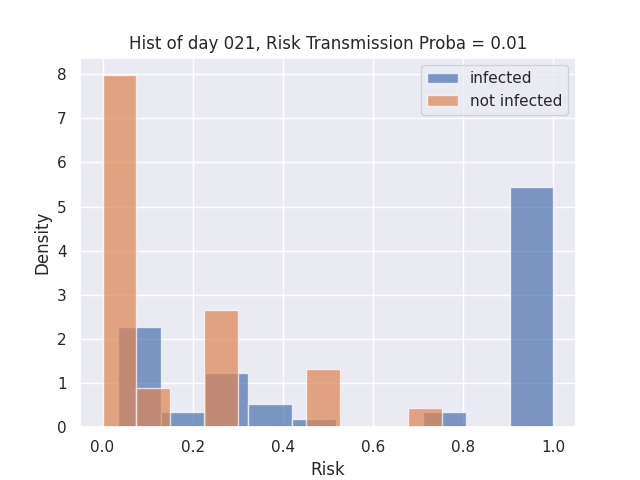 Hist of day 021, Risk Transmission Proba = 0.01
infected
not infected
8
7
6
5
4
3
2
1
0
Density
0.0 0.2 0.4 0.6 0.8 1.0
Risk